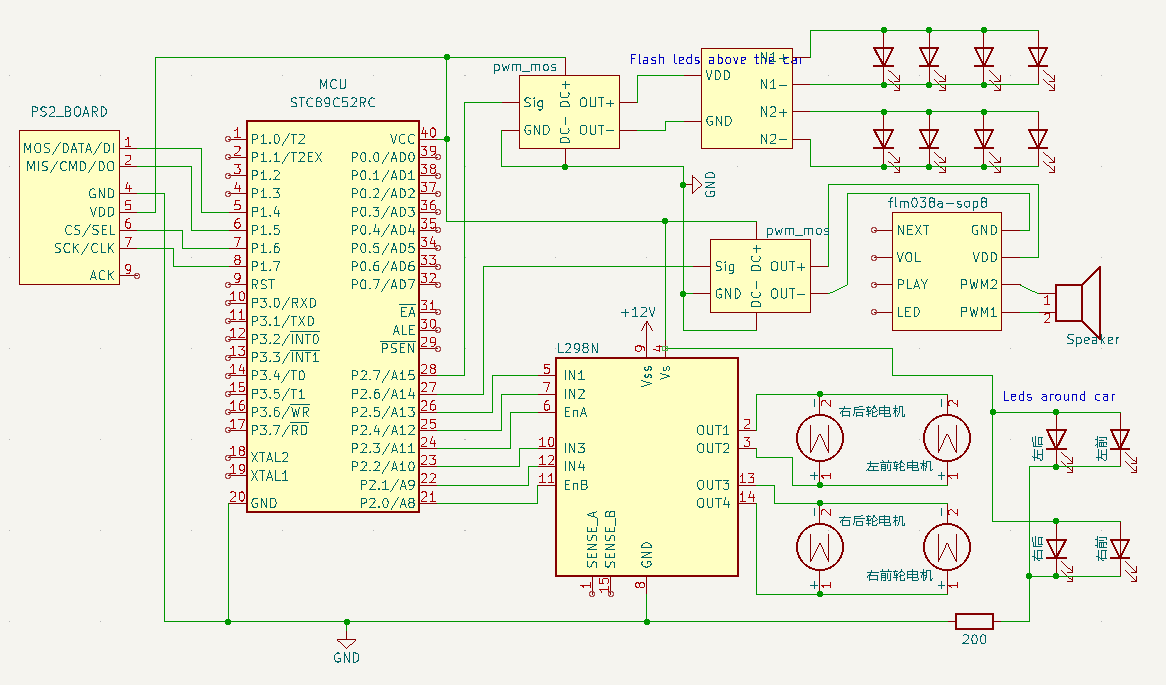 Flash leds above the car
pwm_mos
Sig
GND
DC+
DC-
OUT+
OUT-
VDD
GND
N1+
N1-
N2+
N2-
GND
PS2_BOARD
MOS/DATA/DI 1
MIS/CMD/DO 2
GND 4
VDD 5
CS/SEL 6
SCK/CLK 7
ACK 9
MCU
STC89C52RC
1 P1.0/T2
2 P1.1/T2EX
3 P1.2
4 P1.3
5 P1.4
6 P1.5
7 P1.6
8 P1.7
9 RST
10 P3.0/RXD
11 P3.1/TXD
12 P3.2/INT0
13 P3.3/INT1
14 P3.4/T0
15 P3.5/T1
16 P3.6/WR
17 P3.7/RD
18 XTAL2
19 XTAL1
20 GND
VCC 40
P0.0/AD0 39
P0.1/AD1 38
P0.2/AD2 37
P0.3/AD3 36
P0.4/AD4 35
P0.5/AD5 34
P0.6/AD6 33
P0.7/AD7 32
EA 31
ALE 30
PSEN 29
P2.7/A15 28
P2.6/A14 27
P2.5/A13 26
P2.4/A12 25
P2.3/A11 24
P2.2/A10 23
P2.1/A9 22
P2.0/A8 21
pwm_mos
Sig
GND
DC+
DC-
OUT+
OUT-
flm038a-sop8
NEXT
VOL
PLAY
LED
GND
VDD
PWM2
PWM1
1
2
Speaker
+12V
L298N
9 Vss
4 Vs
5 IN1
7 IN2
6 EnA
10 IN3
12 IN4
11 EnB
OUT1 2
OUT2 3
OUT3 13
OUT4 14
SENSE_A 1
SENSE_B 15
GND 8
- 2
右后轮电机
- 2
左前轮电机
+ 1
+ 1
- 2
右后轮电机
- 2
右前轮电机
+ 1
+ 1
Leds around car
左后
左前
右后
右前
200
GND